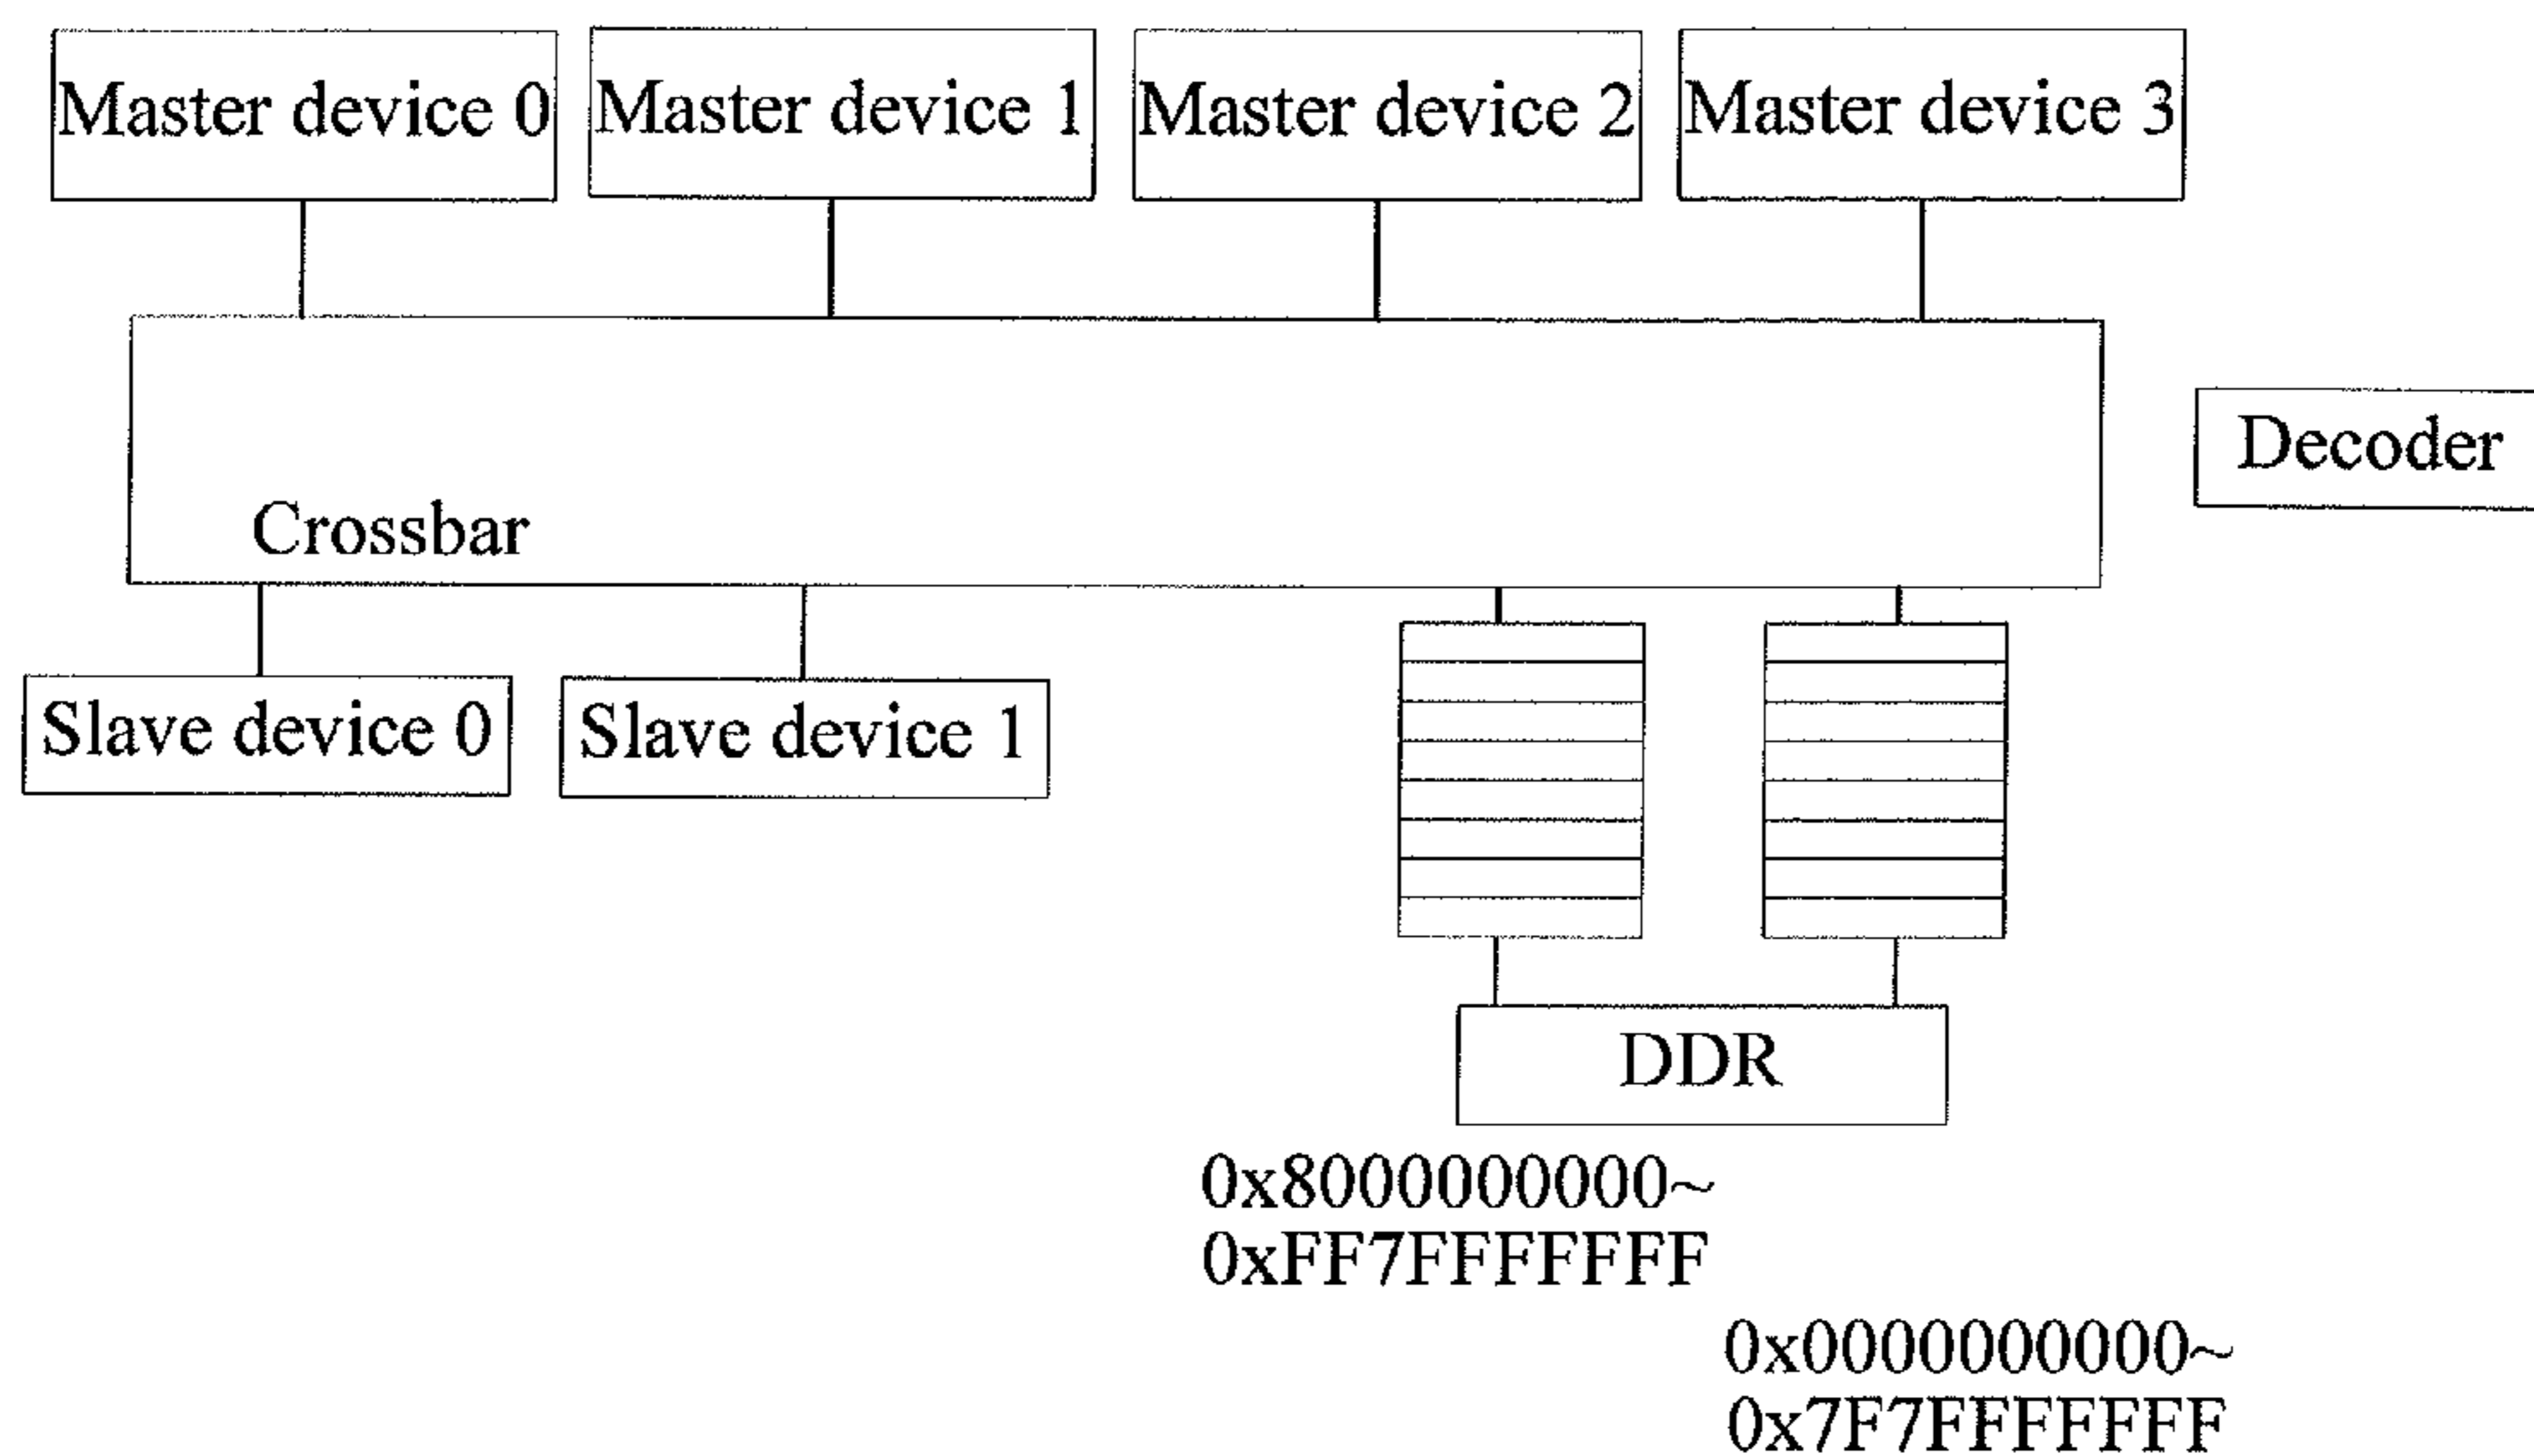 Master device 0
Master device 1
Master device 2
Master device 3
Decoder
Crossbar
Slave device 0
Slave device 1
DDR
0x8000000000~
0xFF7FFFFFFF
0x0000000000~
0x7F7FFFFFFF